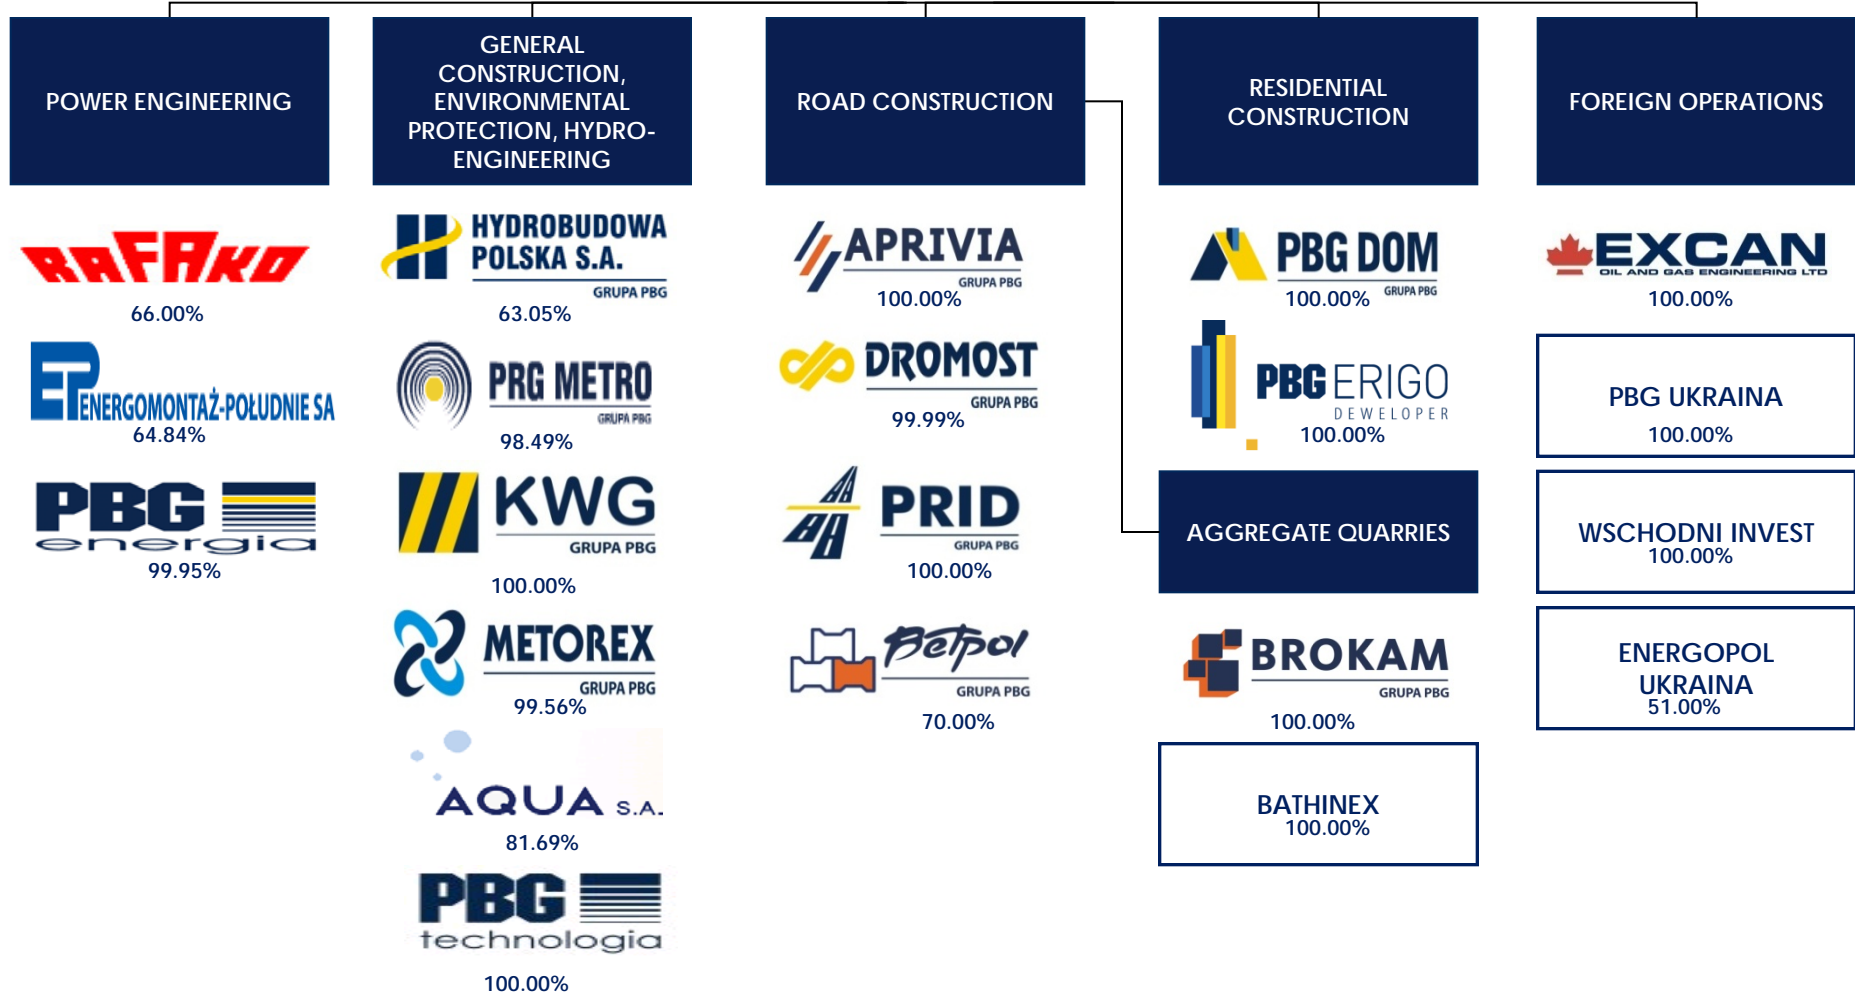 POWER ENGINEERING
RAFAKO
66.00%
EP
ENERGOMONTAŻ-POŁUDNIE SA
64.84%
PBG
energia
99.95%
GENERAL
CONSTRUCTION,
ENVIRONMENTAL
PROTECTION, HYDRO-
ENGINEERING
HYDROBUDOWA
POLSKA S.A.
GRUPA PBG
63.05%
PRG METRO
GRUPA PBG
98.49%
KWG
GRUPA PBG
100.00%
METOREX
GRUPA PBG
99.56%
AQUA S.A.
81.69%
PBG
technologia
100.00%
ROAD CONSTRUCTION
APRIVIA
GRUPA PBG
100.00%
DROMOST
GRUPA PBG
99.99%
PRID
GRUPA PBG
100.00%
Betpol
GRUPA PBG
70.00%
RESIDENTIAL
CONSTRUCTION
PBG DOM
GRUPA PBG
100.00%
PBG ERIGO
DEWELOPER
100.00%
AGGREGATE QUARRIES
BROKAM
GRUPA PBG
100.00%
BATHINEX
100.00%
FOREIGN OPERATIONS
EXCAN
OIL AND GAS ENGINEERING LTD
100.00%
PBG UKRAINA
100.00%
WSCHODNI INVEST
100.00%
ENERGOPOL
UKRAINA
51.00%